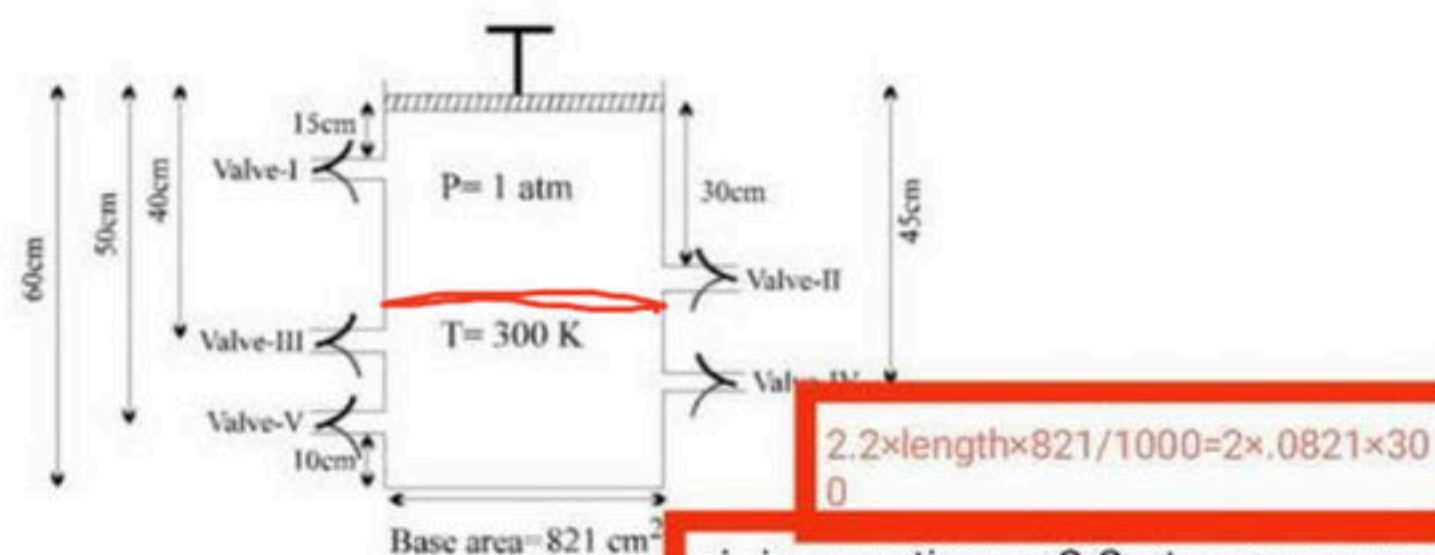 15cm
Valve-I
P= 1 atm
30cm
45cm
40cm
50cm
60cm
Valve-II
Valve-III
T= 300 K
Valve-V
10cm
2.2×length×821/1000=2×.0821×30
0
Base area=821 cm²